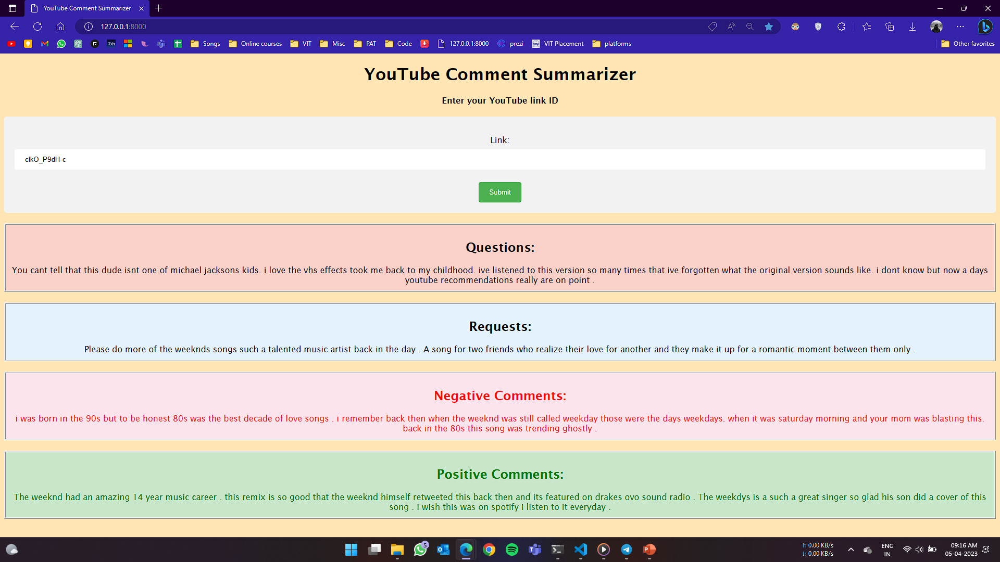 YouTube Comment Summarizer
127.0.0.1:8000
Songs Online courses VIT Misc PAT Code 127.0.0.1:8000 prezi VIT Placement platforms Other favorites
YouTube Comment Summarizer
Enter your YouTube link ID
Link:
cikO_P9dH-c
Submit
Questions:
You cant tell that this dude isnt one of michael jacksons kids. i love the vhs effects took me back to my childhood. ive listened to this version so many times that ive forgotten what the original version sounds like. i dont know but now a days
youtube recommendations really are on point .
Requests:
Please do more of the weeknds songs such a talented music artist back in the day . A song for two friends who realize their love for another and they make it up for a romantic moment between them only .
Negative Comments:
i was born in the 90s but to be honest 80s was the best decade of love songs . i remember back then when the weeknd was still called weekday those were the days weekdays. when it was saturday morning and your mom was blasting this.
back in the 80s this song was trending ghostly .
Positive Comments:
The weeknd had an amazing 14 year music career . this remix is so good that the weeknd himself retweeted this back then and its featured on drakes ovo sound radio . The weekdys is a such a great singer so glad his son did a cover of this
song . i wish this was on spotify i listen to it everyday .
5
↑: 0.00 KB/s
↓: 0.00 KB/s
ENG
IN
09:16 AM
05-04-2023